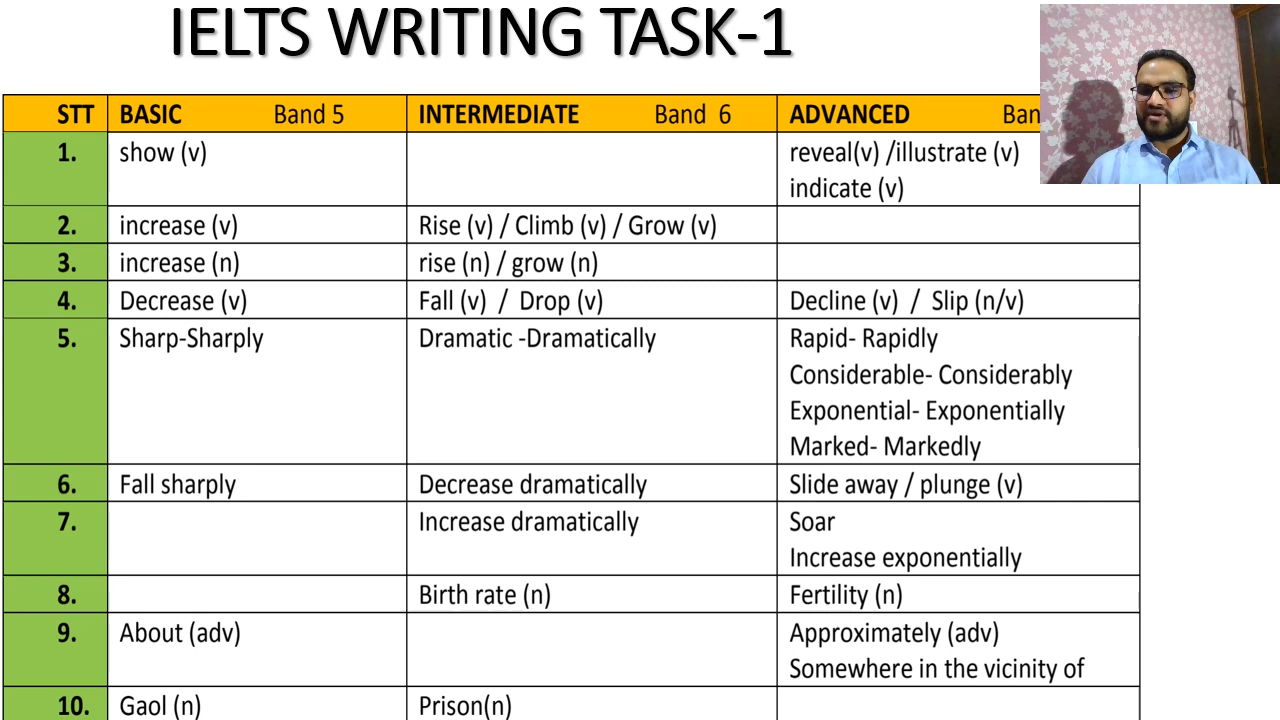 IELTS WRITING TASK-1
STT BASIC Band 5 INTERMEDIATE Band 6 ADVANCED
1. show (v) reveal(v) /illustrate (v)
indicate (v)
2. increase (v) Rise (v) / Climb (v) / Grow (v)
3. increase (n) rise (n) / grow (n)
4. Decrease (v) Fall (v) / Drop (v) Decline (v) / Slip (n/v)
5. Sharp-Sharply Dramatic -Dramatically Rapid- Rapidly
Considerable- Considerably
Exponential- Exponentially
Marked- Markedly
6. Fall sharply Decrease dramatically Slide away / plunge (v)
7. Increase dramatically Soar
Increase exponentially
8. Birth rate (n) Fertility (n)
9. About (adv) Approximately (adv)
Somewhere in the vicinity of
10. Gaol (n) Prison(n)